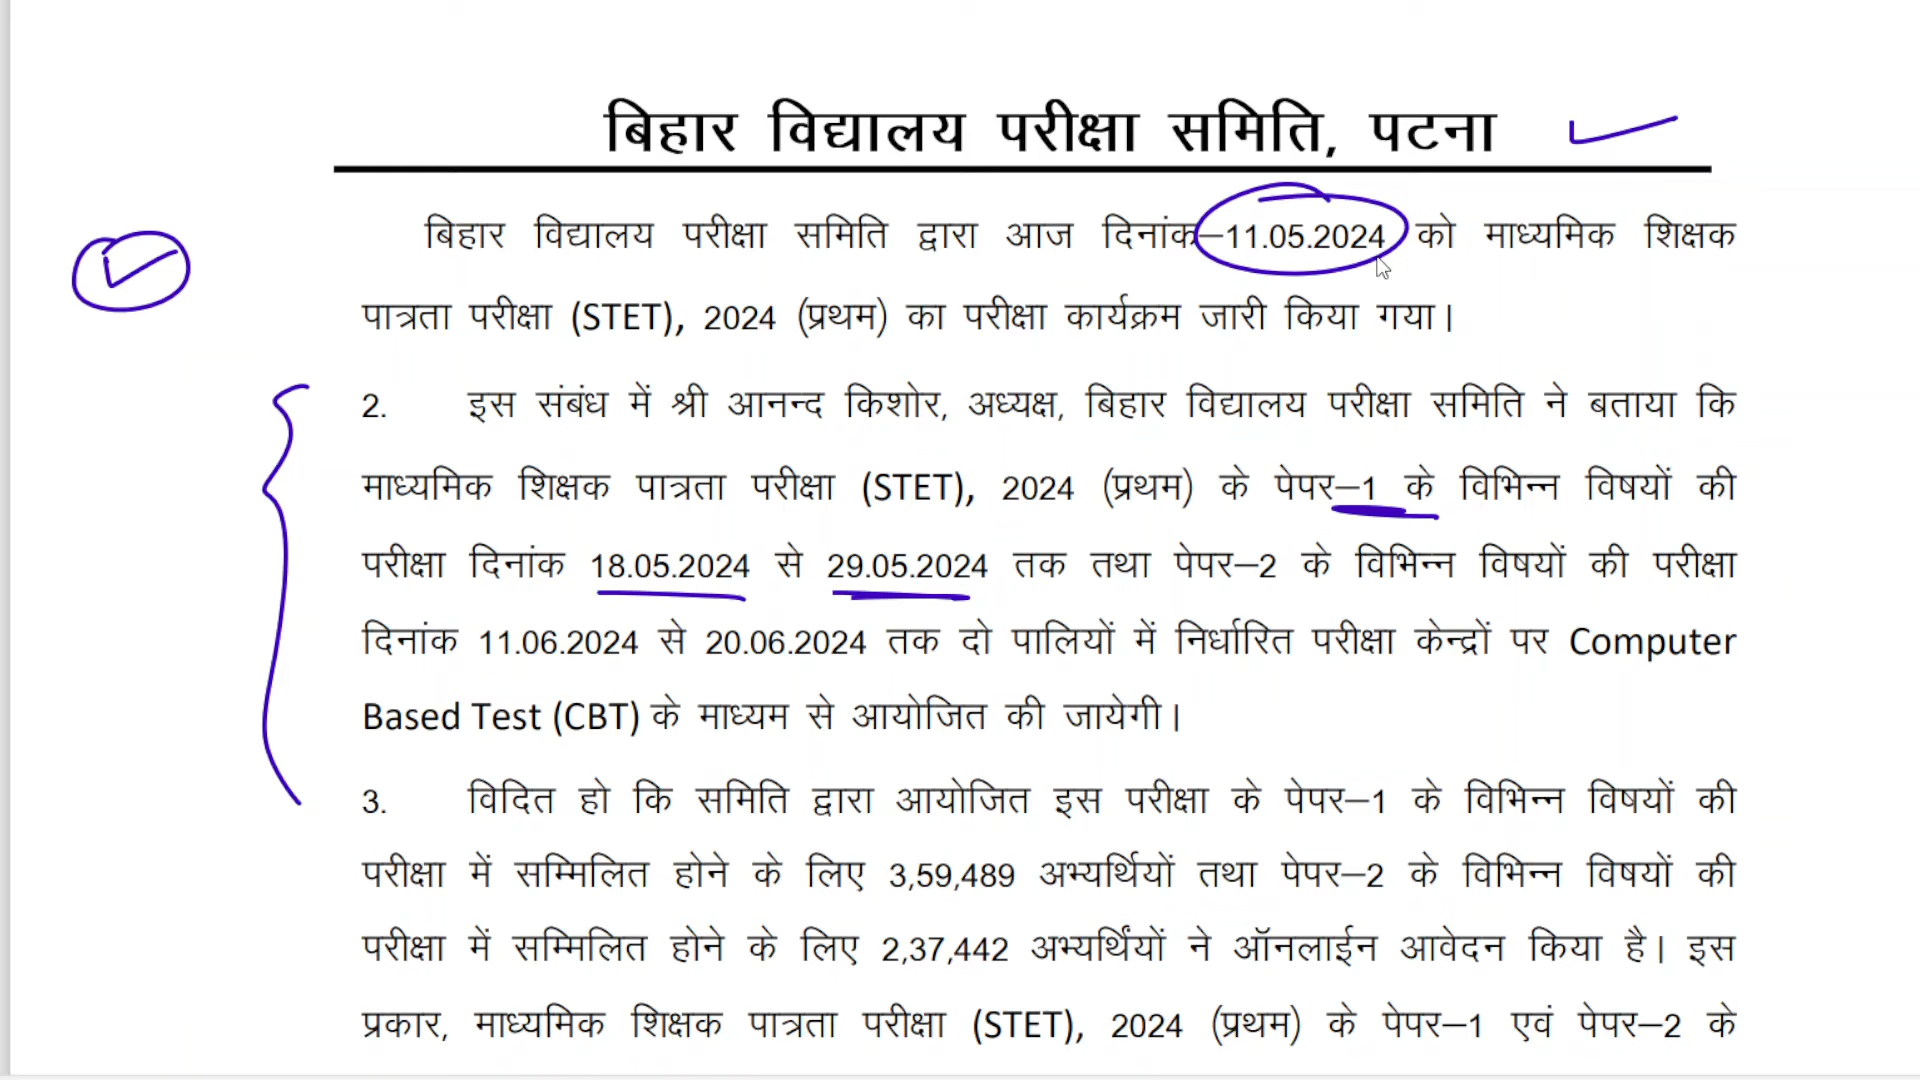 बिहार विद्यालय परीक्षा समिति, पटना
बिहार विद्यालय परीक्षा समिति द्वारा आज दिनांक–11.05.2024 को माध्यमिक शिक्षक
पात्रता परीक्षा (STET), 2024 (प्रथम) का परीक्षा कार्यक्रम जारी किया गया।
2. इस संबंध में श्री आनन्द किशोर, अध्यक्ष, बिहार विद्यालय परीक्षा समिति ने बताया कि
माध्यमिक शिक्षक पात्रता परीक्षा (STET), 2024 (प्रथम) के पेपर–1 के विभिन्न विषयों की
परीक्षा दिनांक 18.05.2024 से 29.05.2024 तक तथा पेपर–2 के विभिन्न विषयों की परीक्षा
दिनांक 11.06.2024 से 20.06.2024 तक दो पालियों में निर्धारित परीक्षा केन्द्रों पर Computer
Based Test (CBT) के माध्यम से आयोजित की जायेगी।
3. विदित हो कि समिति द्वारा आयोजित इस परीक्षा के पेपर–1 के विभिन्न विषयों की
परीक्षा में सम्मिलित होने के लिए 3,59,489 अभ्यर्थियों तथा पेपर–2 के विभिन्न विषयों की
परीक्षा में सम्मिलित होने के लिए 2,37,442 अभ्यर्थियों ने ऑनलाईन आवेदन किया है। इस
प्रकार, माध्यमिक शिक्षक पात्रता परीक्षा (STET), 2024 (प्रथम) के पेपर–1 एवं पेपर–2 के